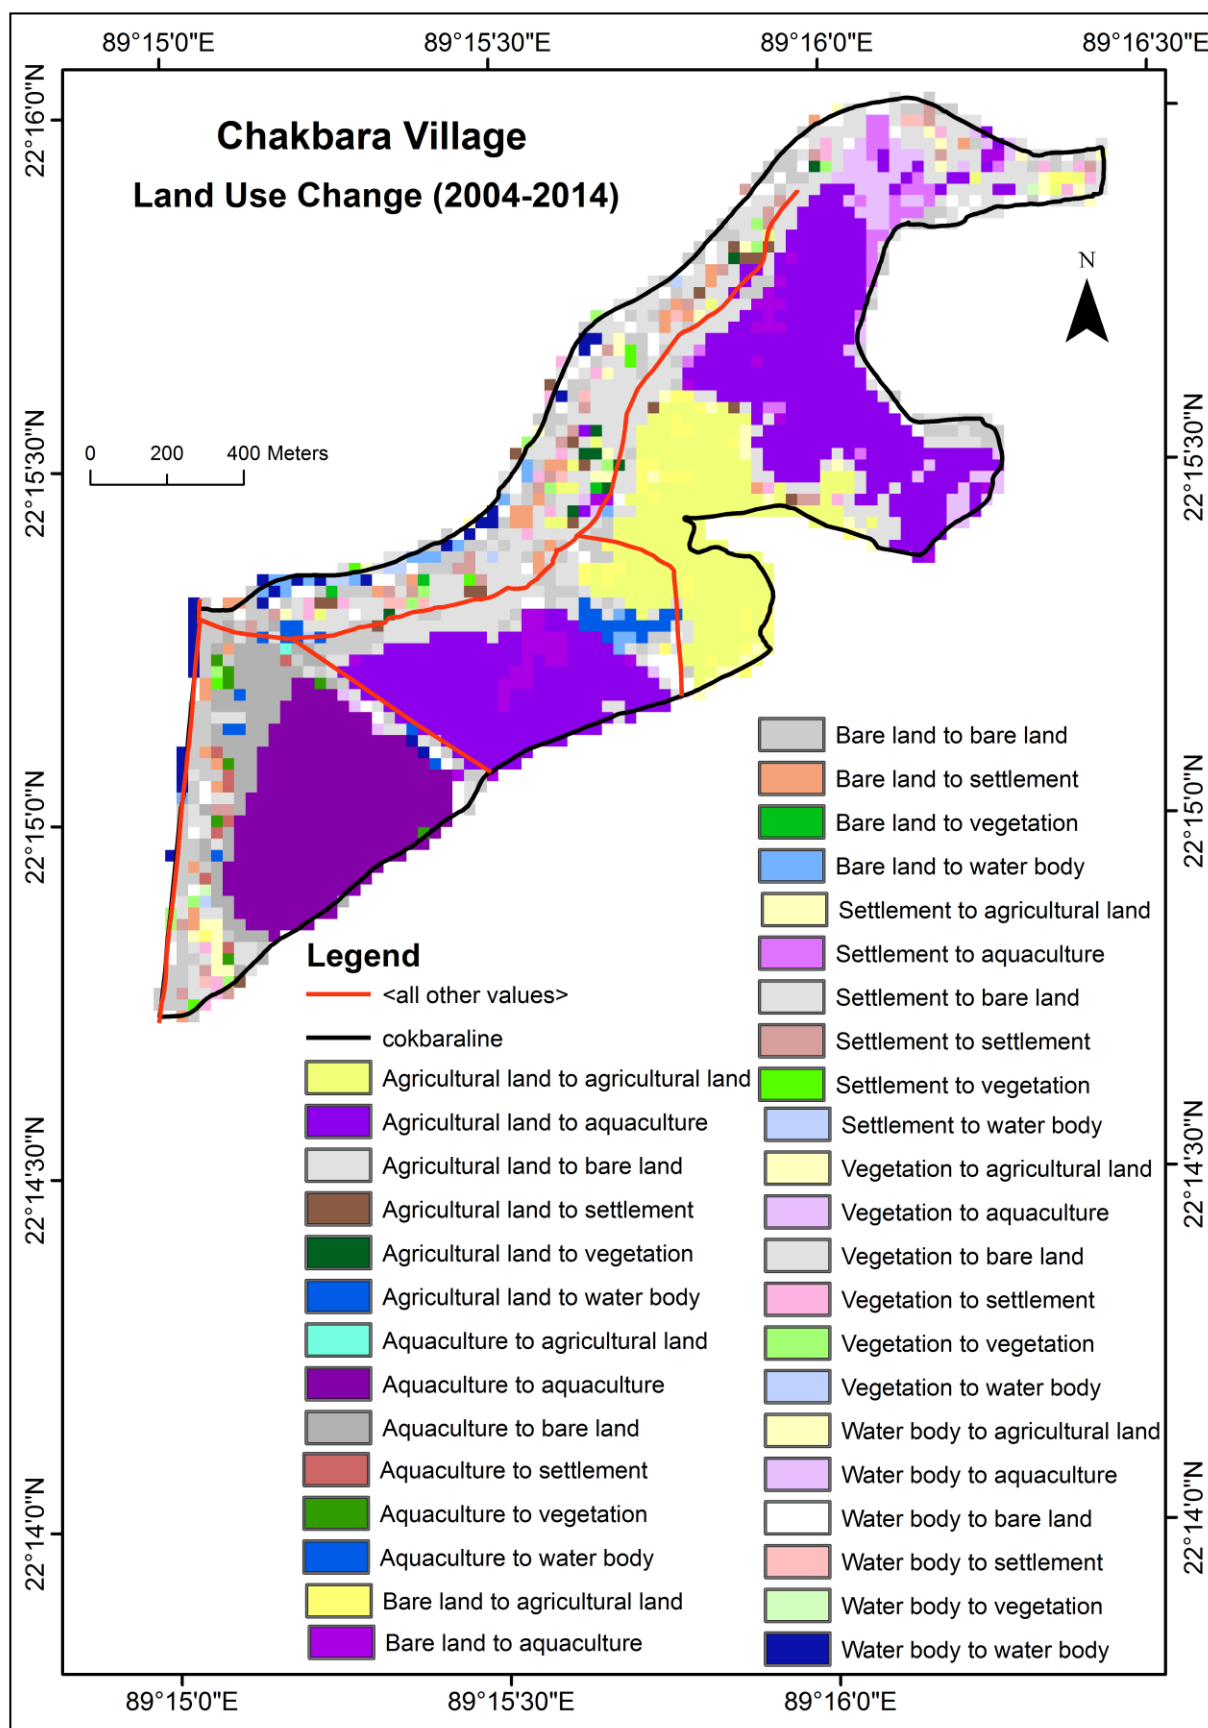 89°15'0"E
89°15'30"E
89°16'0"E
89°16'30"E
22°16'0"N
22°15'30"N
22°15'0"N
22°14'30"N
22°14'0"N
Chakbara Village
Land Use Change (2004-2014)
N
0 200 400 Meters
Legend
<all other values>
cokbaraline
Agricultural land to agricultural land
Agricultural land to aquaculture
Agricultural land to bare land
Agricultural land to settlement
Agricultural land to vegetation
Agricultural land to water body
Aquaculture to agricultural land
Aquaculture to aquaculture
Aquaculture to bare land
Aquaculture to settlement
Aquaculture to vegetation
Aquaculture to water body
Bare land to agricultural land
Bare land to aquaculture
Bare land to bare land
Bare land to settlement
Bare land to vegetation
Bare land to water body
Settlement to agricultural land
Settlement to aquaculture
Settlement to bare land
Settlement to settlement
Settlement to vegetation
Settlement to water body
Vegetation to agricultural land
Vegetation to aquaculture
Vegetation to bare land
Vegetation to settlement
Vegetation to vegetation
Vegetation to water body
Water body to agricultural land
Water body to aquaculture
Water body to bare land
Water body to settlement
Water body to vegetation
Water body to water body
22°16'0"N
22°15'30"N
22°15'0"N
22°14'30"N
22°14'0"N
89°15'0"E
89°15'30"E
89°16'0"E